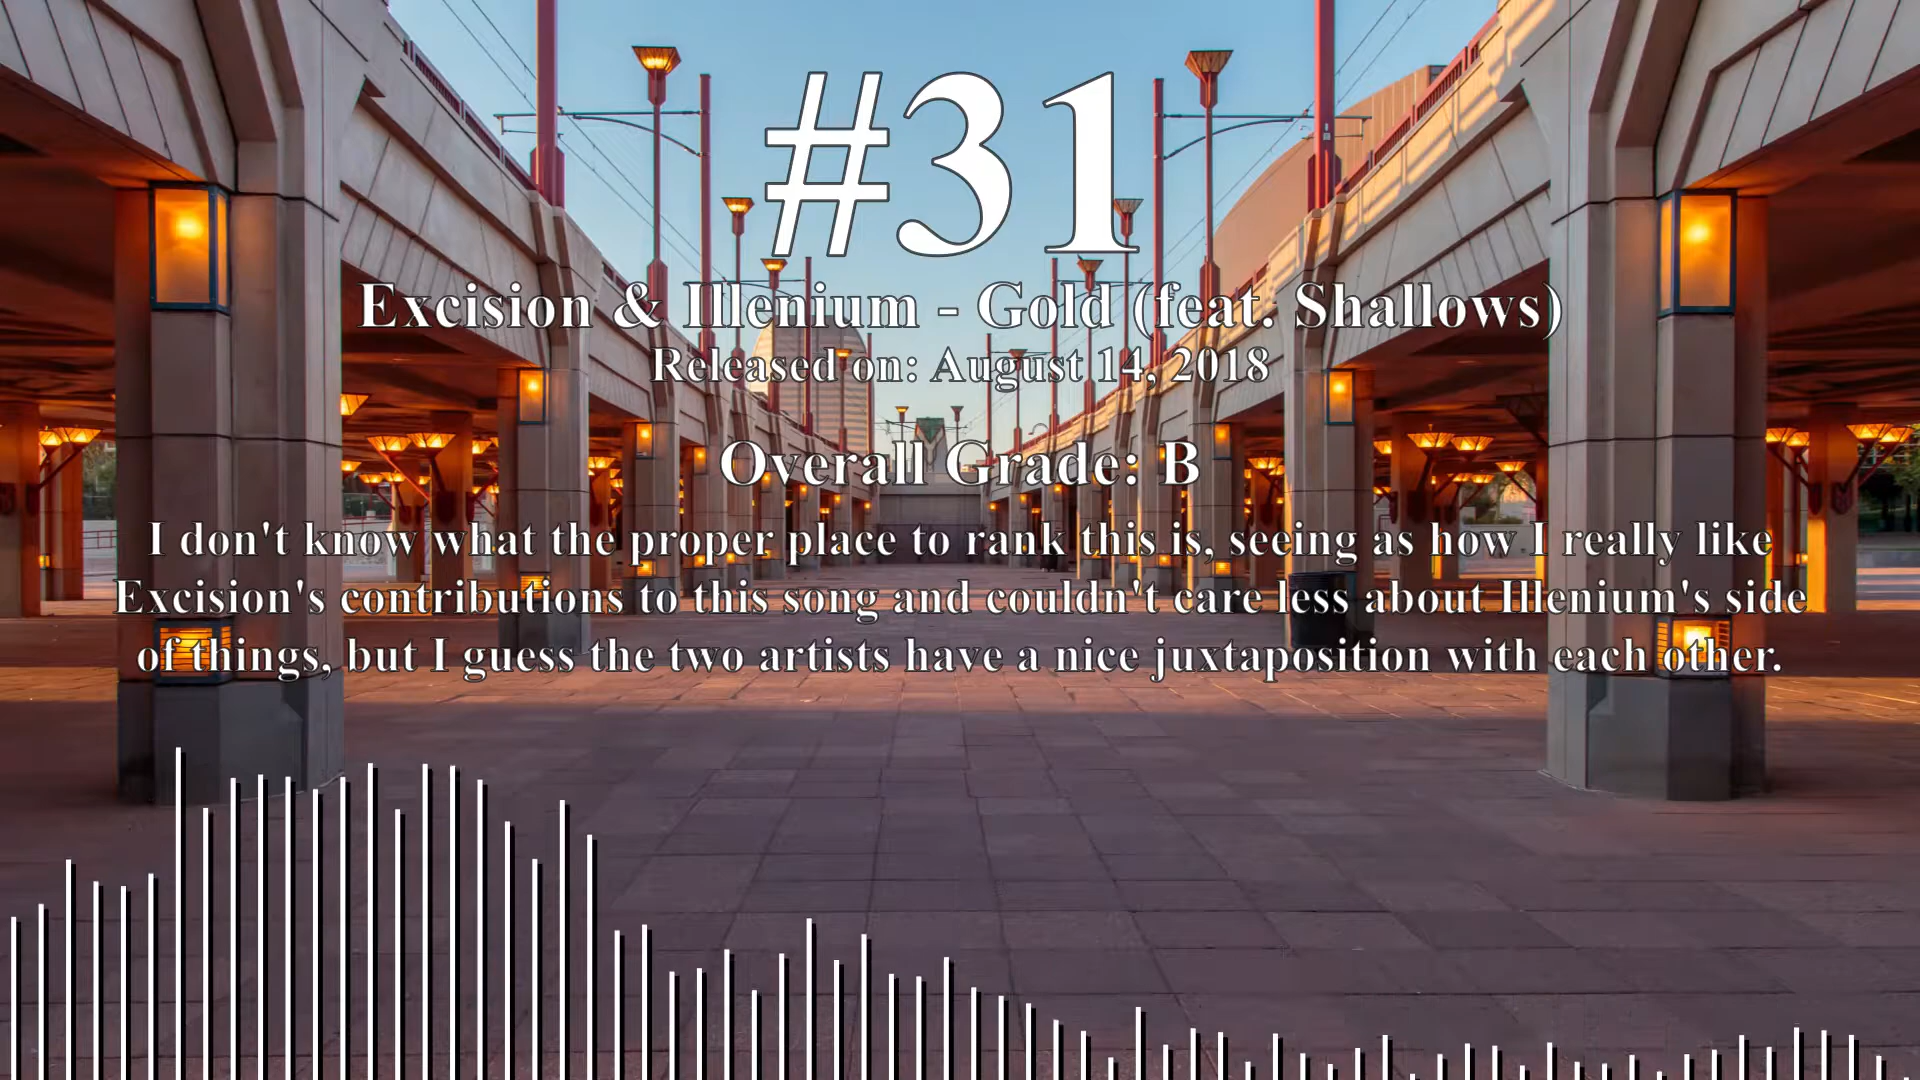 #31
Excision & Illenium - Gold (feat. Shallows)
Released on: August 14, 2018
Overall Grade: B
I don't know what the proper place to rank this is, seeing as how I really like
Excision's contributions to this song and couldn't care less about Illenium's side
of things, but I guess the two artists have a nice juxtaposition with each other.